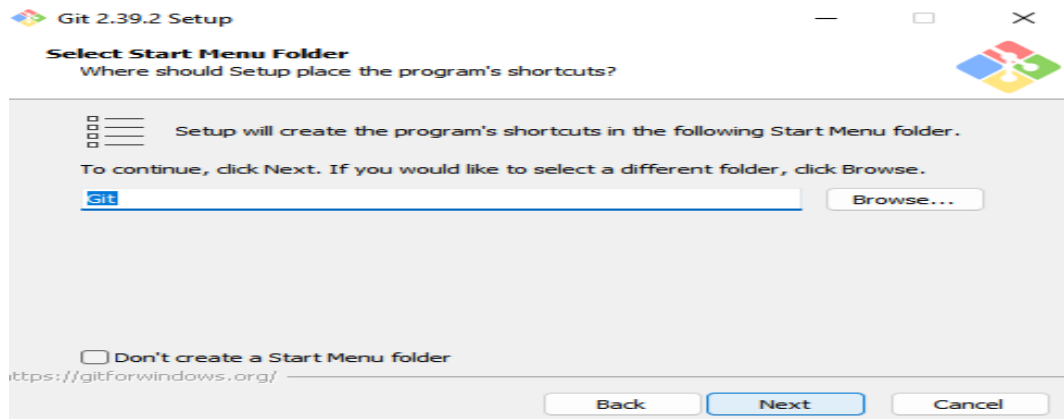 Git 2.39.2 Setup
Select Start Menu Folder
Where should Setup place the program's shortcuts?
Setup will create the program's shortcuts in the following Start Menu folder.
To continue, click Next. If you would like to select a different folder, click Browse.
Git
Browse...
Don't create a Start Menu folder
ttps://gitforwindows.org/
Back
Next
Cancel